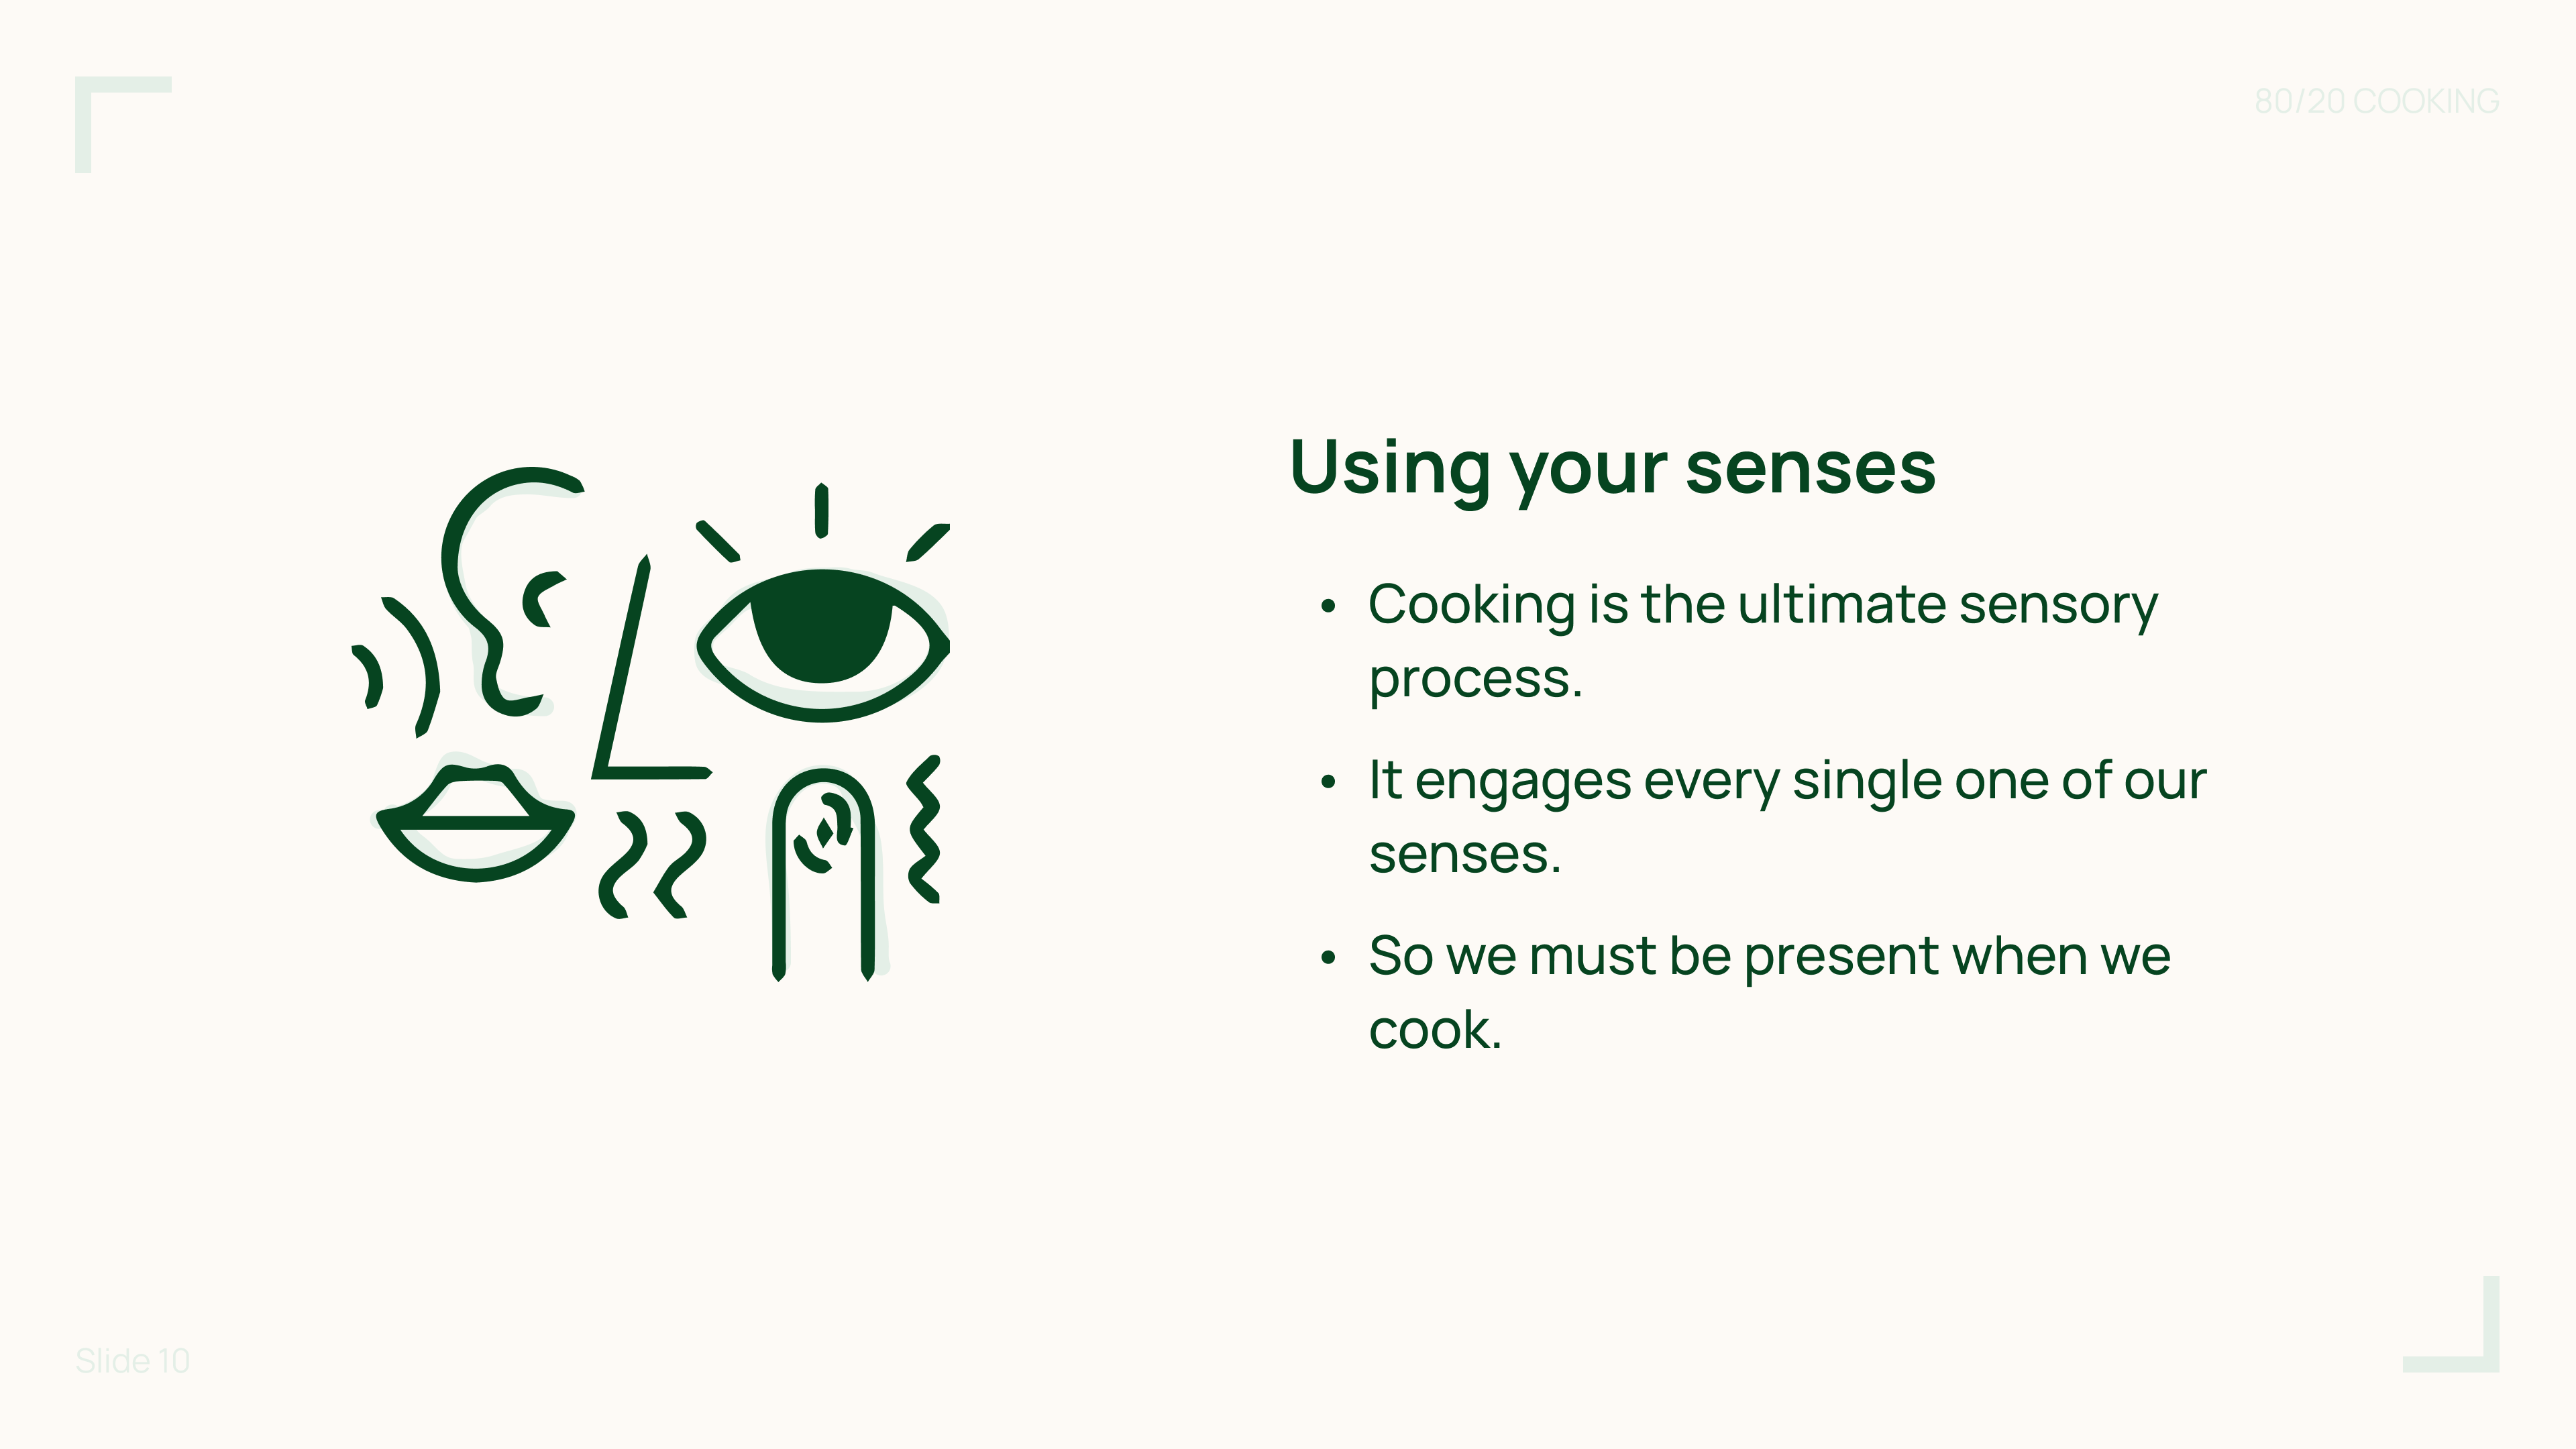 80/20 COOKING
Using your senses
• Cooking is the ultimate sensory
process.
• It engages every single one of our
senses.
• So we must be present when we
cook.
Slide 10